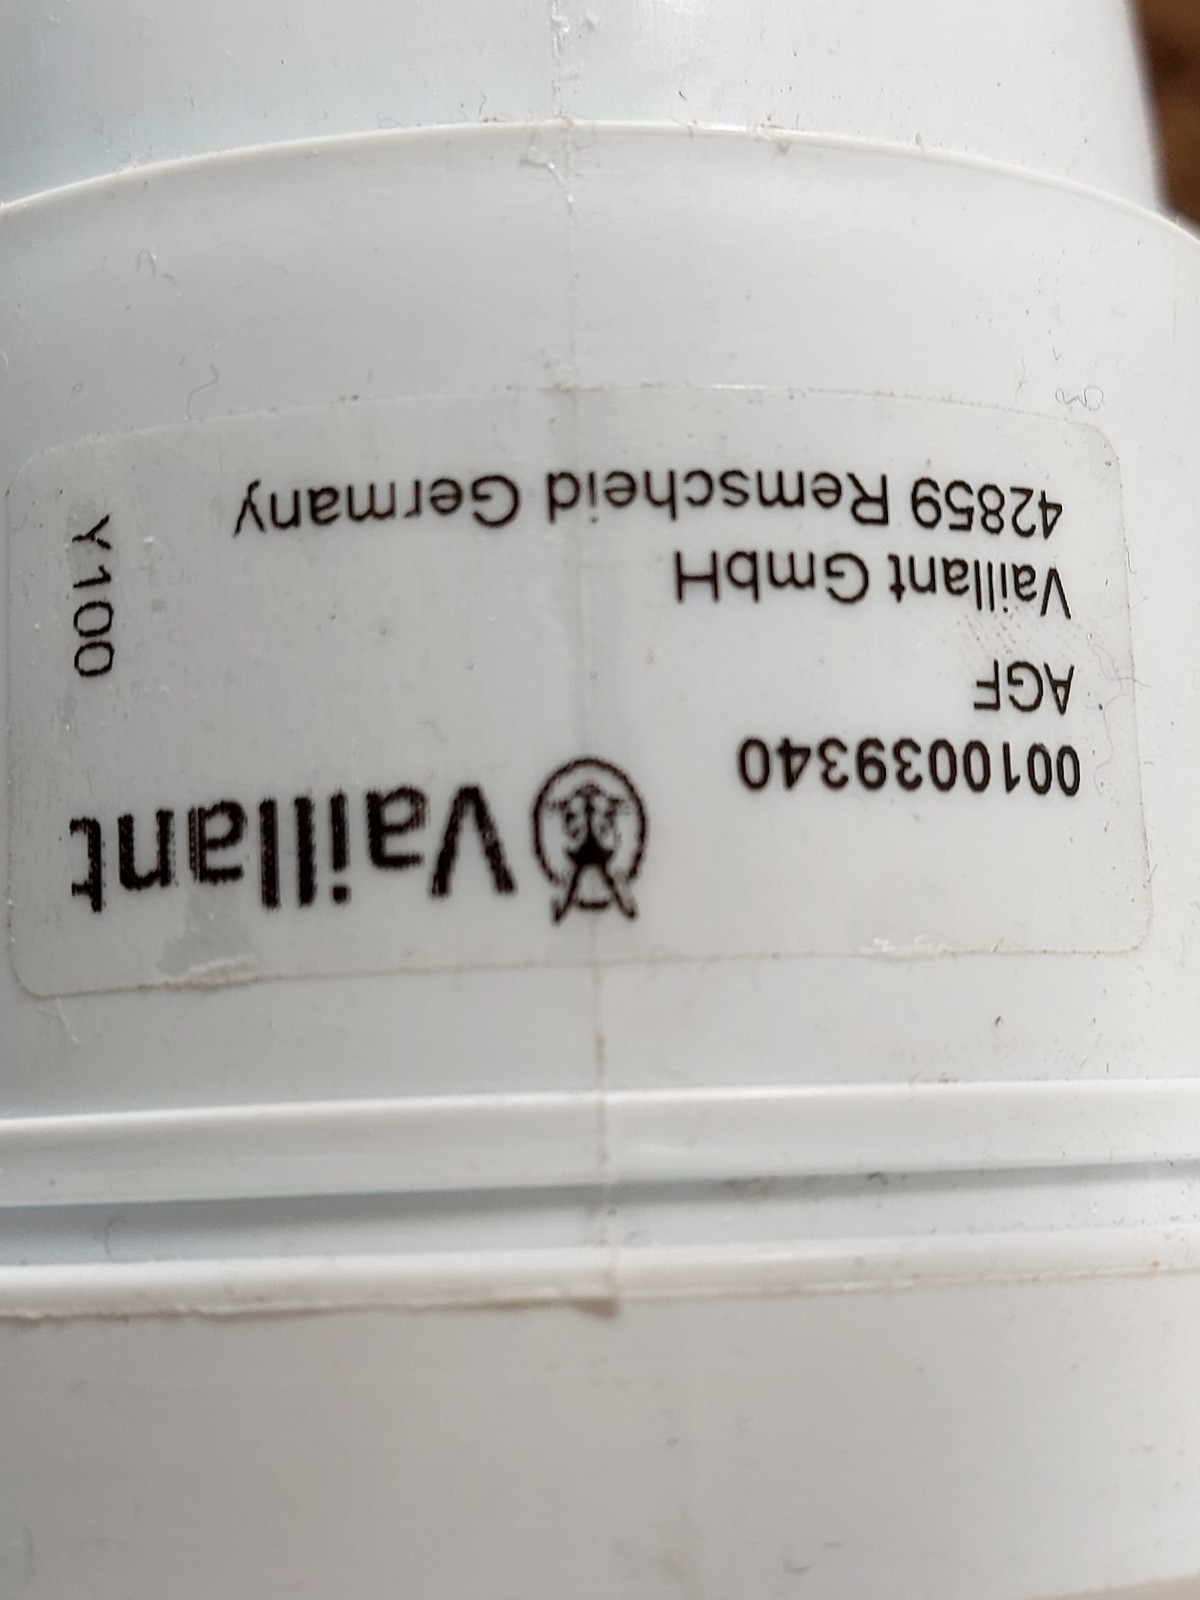 Vaillant
0010039340
AGF
Vaillant GmbH
42859 Remscheid Germany
Y100